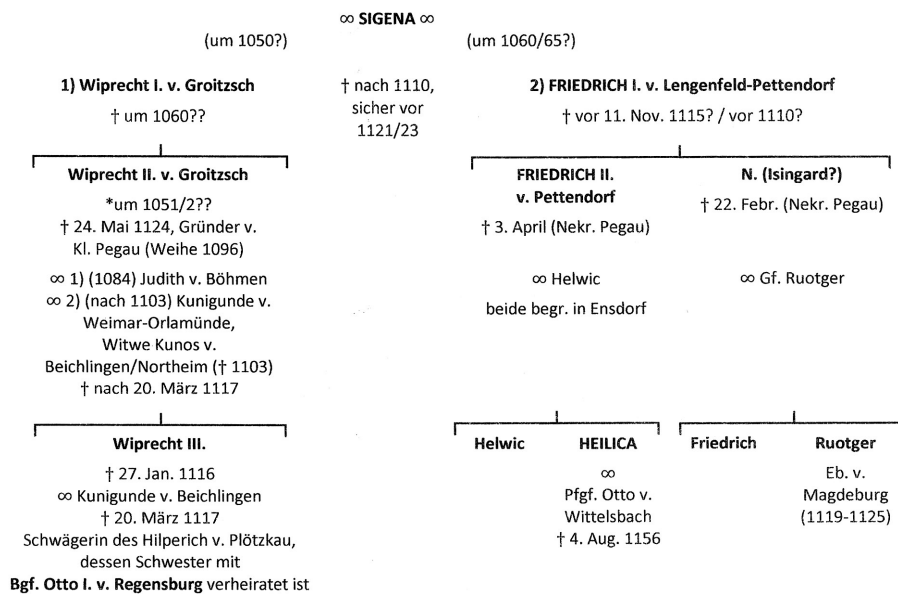 ∞ SIGENA ∞
(um 1050?) (um 1060/65?)
1) Wiprecht I. v. Groitzsch
† um 1060??
† nach 1110,
sicher vor
1121/23
2) FRIEDRICH I. v. Lengenfeld-Pettendorf
† vor 11. Nov. 1115? / vor 1110?
Wiprecht II. v. Groitzsch
*um 1051/2??
† 24. Mai 1124, Gründer v.
Kl. Pegau (Weihe 1096)
∞ 1) (1084) Judith v. Böhmen
∞ 2) (nach 1103) Kunigunde v.
Weimar-Orlamünde,
Witwe Kunos v.
Beichlingen/Northeim († 1103)
† nach 20. März 1117
FRIEDRICH II.
v. Pettendorf
† 3. April (Nekr. Pegau)
∞ Helwic
beide begr. in Ensdorf
N. (Isingard?)
† 22. Febr. (Nekr. Pegau)
∞ Gf. Ruotger
Wiprecht III.
† 27. Jan. 1116
∞ Kunigunde v. Beichlingen
† 20. März 1117
Schwägerin des Hilperich v. Plötzkau,
dessen Schwester mit
Bgf. Otto I. v. Regensburg verheiratet ist
Helwic
HEILICA
∞
Pfgf. Otto v.
Wittelsbach
† 4. Aug. 1156
Friedrich
Ruotger
Eb. v.
Magdeburg
(1119-1125)